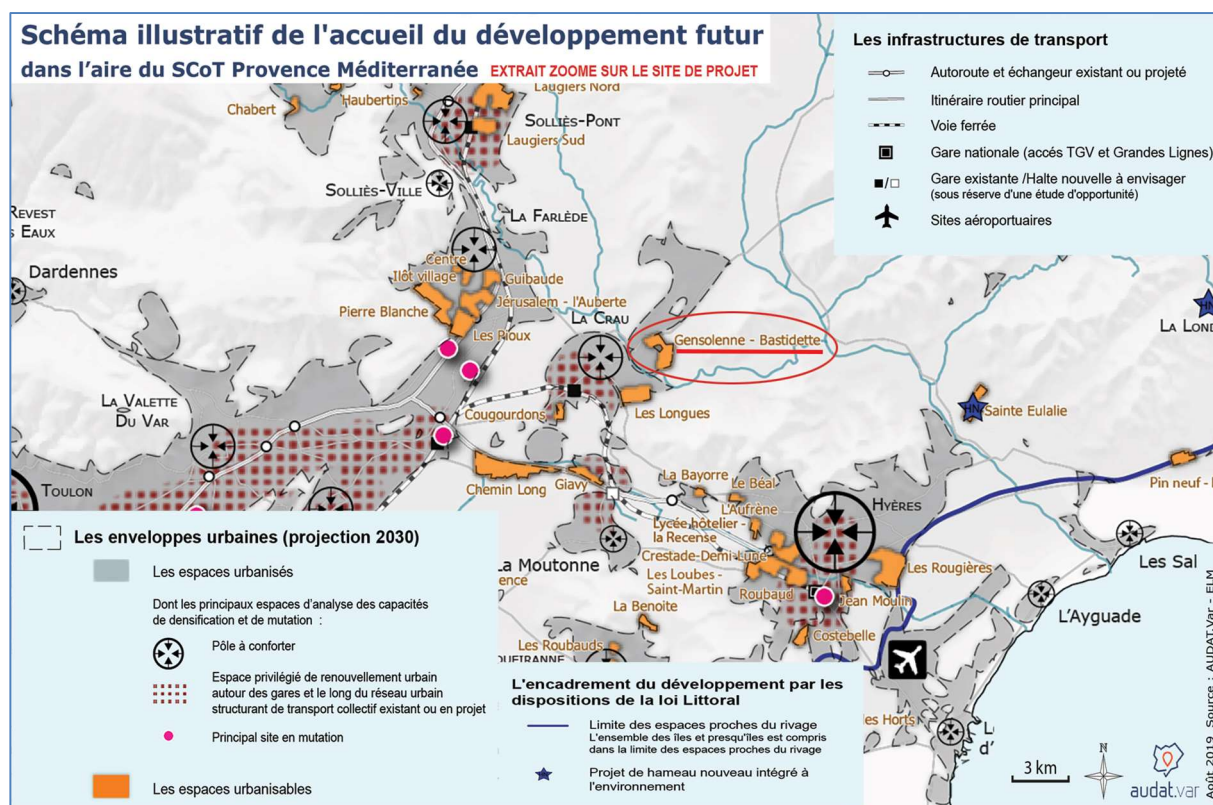 Schéma illustratif de l'accueil du développement futur
dans l'aire du SCoT Provence Méditerranée EXTRAIT ZOOME SUR LE SITE DE PROJET
Les infrastructures de transport
Autoroute et échangeur existant ou projeté
Itinéraire routier principal
Voie ferrée
Gare nationale (accés TGV et Grandes Lignes)
Gare existante /Halte nouvelle à envisager
(sous réserve d'une étude d'opportunité)
Sites aéroportuaires
Chabert
Haubertins
Laugiers Nord
SOLLIÈS-PONT
Laugiers Sud
SOLLIÈS-VILLE
REVEST
EAUX
LA FARLÈDE
Dardennes
Centre
Ilôt village
Guibaude
Pierre Blanche
Jérusalem - l'Auberte
LA CRAU
Les Rioux
Gensolenne - Bastidette
LA LOND
HN
LA VALETTE
DU VAR
Cougourdons
Les Longues
HN
Sainte Eulalie
TOULON
Chemin Long
Giavy
La Bayorre
Le Béal
L'Aufrène
HYÈRES
Pin neuf -
Lycée hôtelier -
la Recense
Crestade-Demi-Lune
La Moutonne
Les Loubes -
Saint-Martin
Roubaud
Jean Moulin
Les Rougières
Les Sal
L'Ayguade
La Benoite
Costebelle
Les Roubauds
Les enveloppes urbaines (projection 2030)
Les espaces urbanisés
Dont les principaux espaces d'analyse des capacités
de densification et de mutation :
Pôle à conforter
Espace privilégié de renouvellement urbain
autour des gares et le long du réseau urbain
structurant de transport collectif existant ou en projet
Principal site en mutation
Les espaces urbanisables
L'encadrement du développement par les
dispositions de la loi Littoral
Limite des espaces proches du rivage
L'ensemble des îles et presqu'îles est compris
dans la limite des espaces proches du rivage
Projet de hameau nouveau intégré à
l'environnement
les Horts
3 km
N
audat.var
Août 2019 Source : AUDAT.Var - FLM